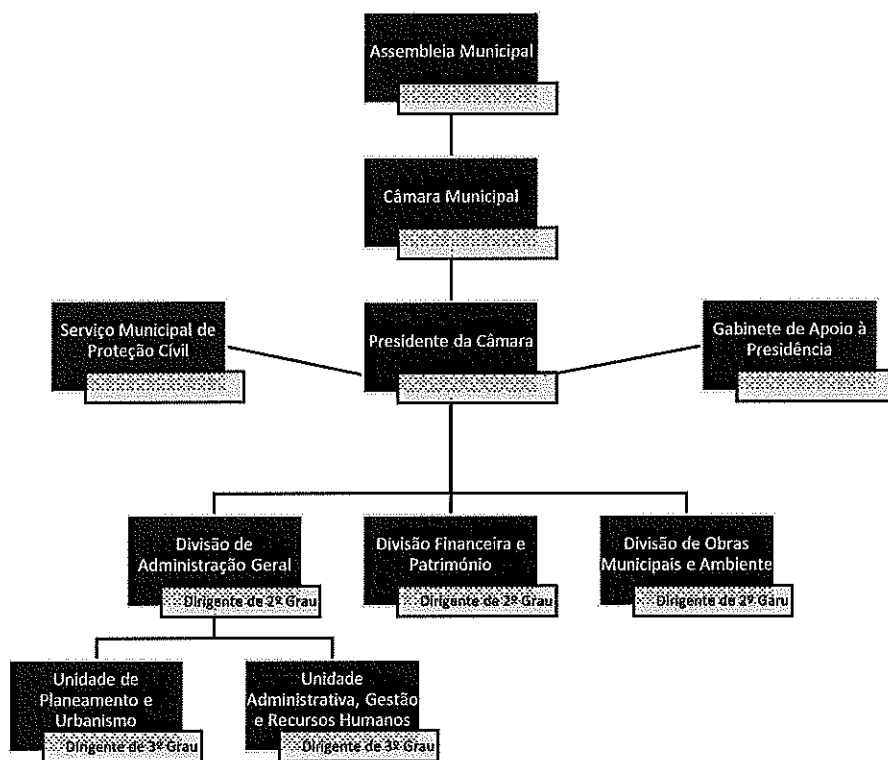 Assembleia Municipal
Câmara Municipal
Serviço Municipal de
Proteção Civil
Presidente da Câmara
Gabinete de Apoio à
Presidência
Divisão de
Administração Geral
Dirigente de 2º Grau
Divisão Financeira e
Património
Dirigente de 2º Grau
Divisão de Obras
Municipais e Ambiente
Dirigente de 2º Garu
Unidade de
Planeamento e
Urbanismo
Dirigente de 3º Grau
Unidade
Administrativa, Gestão
e Recursos Humanos
Dirigente de 3º Grau